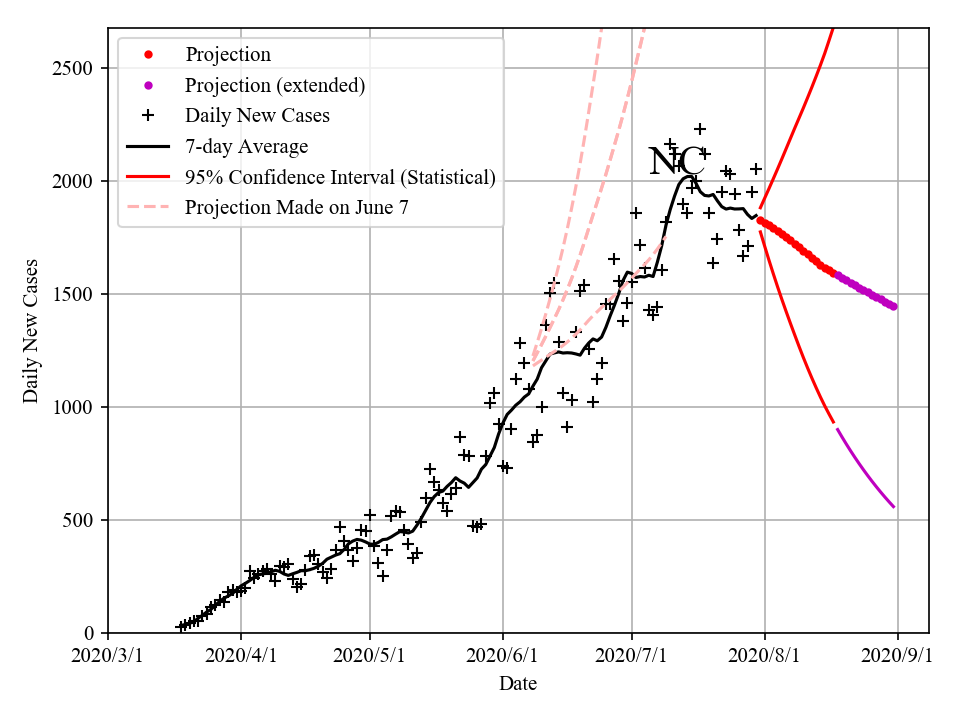 2500
2000
1500
1000
500
0
Daily New Cases
Projection
Projection (extended)
Daily New Cases
7-day Average
95% Confidence Interval (Statistical)
Projection Made on June 7
NC
2020/3/1 2020/4/1 2020/5/1 2020/6/1 2020/7/1 2020/8/1 2020/9/1
Date